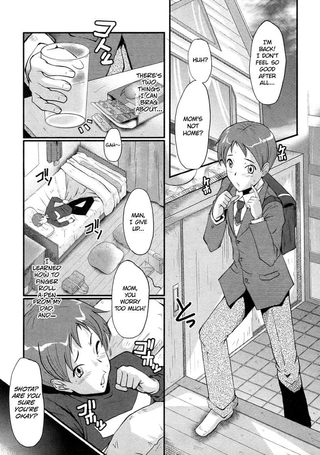 I'M
BACK!
I DON'T
FEEL SO
GOOD
AFTER
ALL...
HUH?
MOM'S
NOT
HOME?
THERE'S
TWO
THINGS
I CAN
BRAG
ABOUT...
GAH--
MAN,
I GIVE
UP...
I
LEARNED
HOW TO
FINGER
ROLL
A PEN
FROM MY
DAD,
AND...
MOM,
YOU
WORRY
TOO
MUCH!
SHOTA?
ARE YOU
SURE
YOU'RE
OKAY?